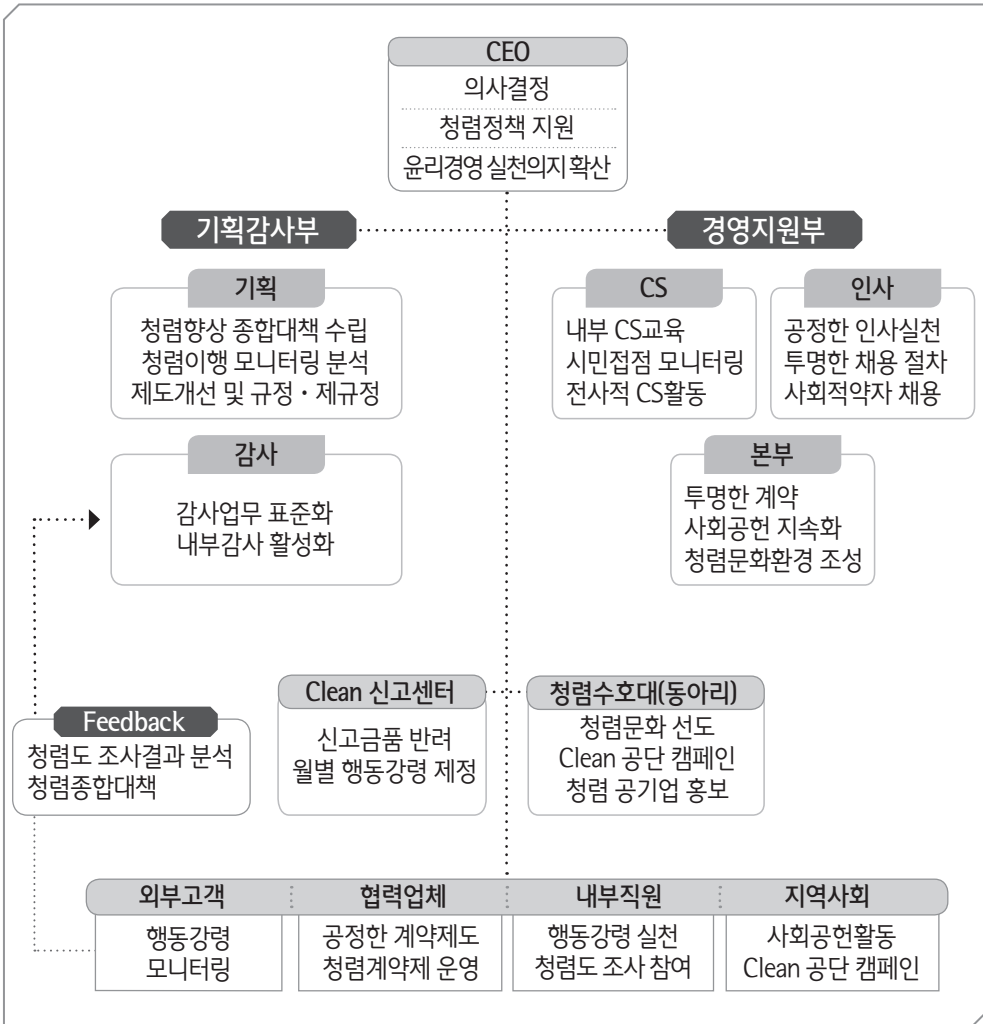 CEO
의사결정
청렴정책 지원
윤리경영 실천의지 확산
기획감사부
경영지원부
기획
청렴향상 종합대책 수립
청렴이행 모니터링 분석
제도개선 및 규정·제규정
CS
내부 CS교육
시민접점 모니터링
전사적 CS활동
인사
공정한 인사실천
투명한 채용 절차
사회적약자 채용
감사
감사업무 표준화
내부감사 활성화
본부
투명한 계약
사회공헌 지속화
청렴문화환경 조성
Feedback
청렴도 조사결과 분석
청렴종합대책
Clean 신고센터
신고금품 반려
월별 행동강령 제정
청렴수호대(동아리)
청렴문화 선도
Clean 공단 캠페인
청렴 공기업 홍보
외부고객
행동강령
모니터링
협력업체
공정한 계약제도
청렴계약제 운영
내부직원
행동강령 실천
청렴도 조사 참여
지역사회
사회공헌활동
Clean 공단 캠페인